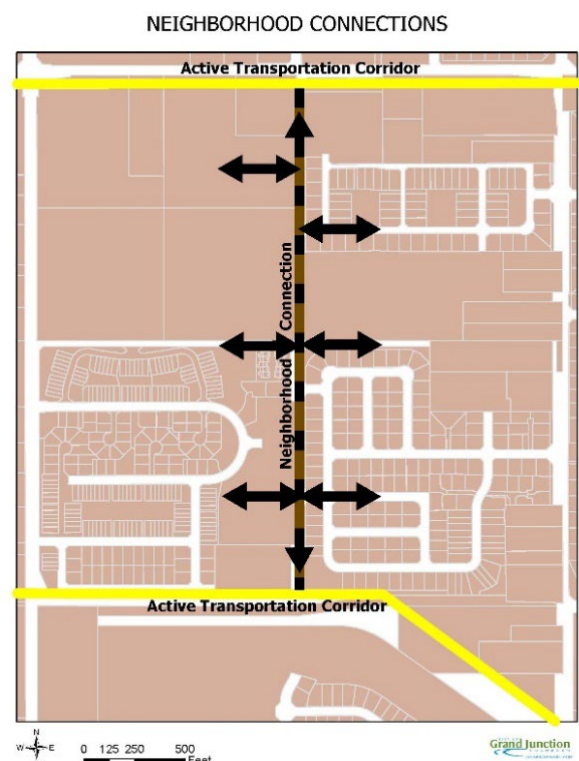 NEIGHBORHOOD CONNECTIONS
Active Transportation Corridor
Neighborhood Connection
Active Transportation Corridor
N
W E
S
0 125 250 500
Feet
Grand Junction